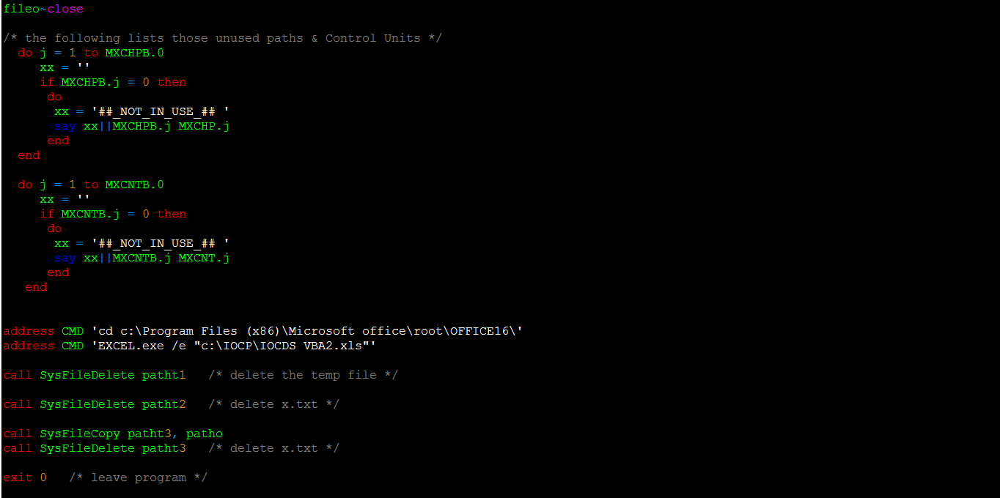 fileo~close
/* the following lists those unused paths & Control Units */
do j = 1 to MXCHPB.0
xx = ''
if MXCHPB.j = 0 then
do
xx = '##_NOT_IN_USE_## '
say xx||MXCHPB.j MXCHP.j
end
end
do j = 1 to MXCNTB.0
xx = ''
if MXCNTB.j = 0 then
do
xx = '##_NOT_IN_USE_## '
say xx||MXCNTB.j MXCNT.j
end
end
address CMD 'cd c:\Program Files (x86)\Microsoft office\root\OFFICE16\'
address CMD 'EXCEL.exe /e "c:\IOCP\IOCDS VBA2.xls"'
call SysFileDelete patht1 /* delete the temp file */
call SysFileDelete patht2 /* delete x.txt */
call SysFileCopy patht3, patho
call SysFileDelete patht3 /* delete x.txt */
exit 0 /* leave program */